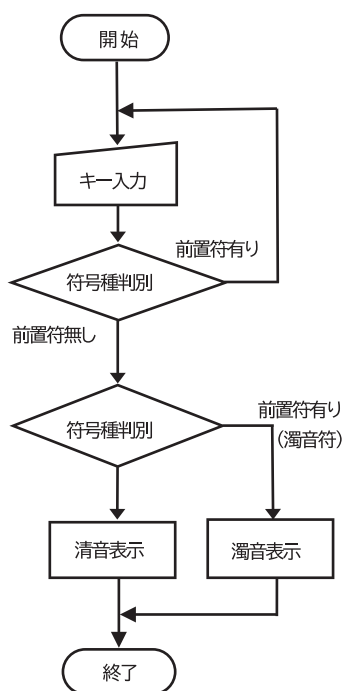 開始
キー入力
前置符有り
符号種判別
前置符無し
符号種判別
前置符有り
(濁音符)
清音表示
濁音表示
終了